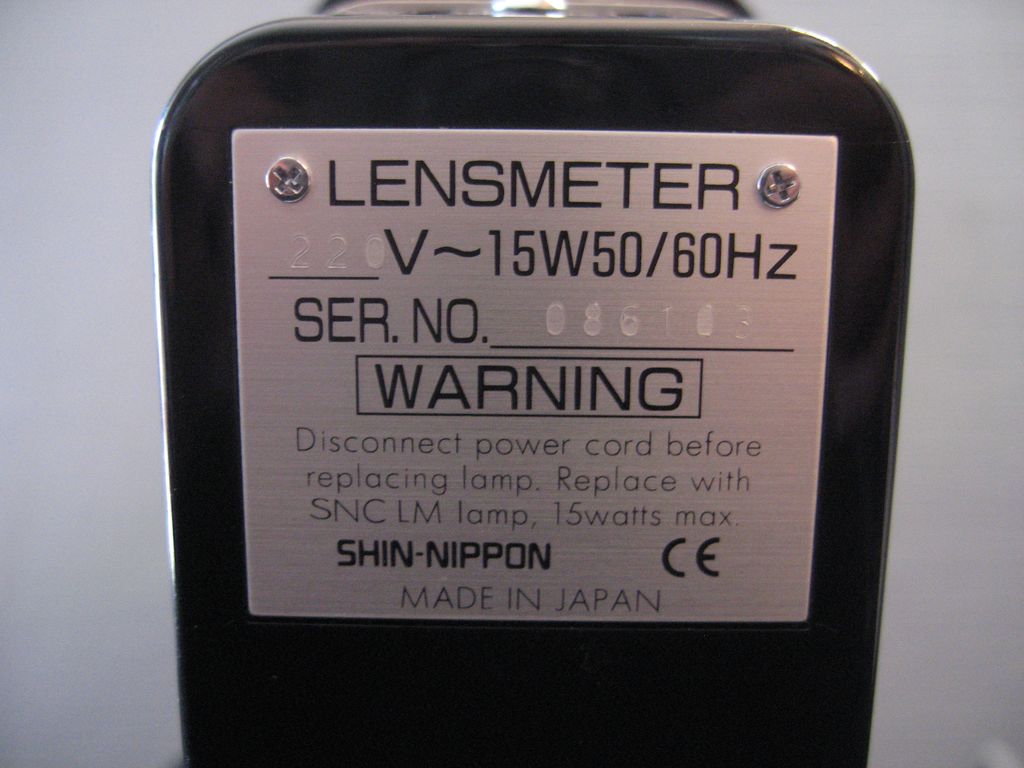 LENSMETER
220V~15W50/60Hz
SER. NO. 086103
WARNING
Disconnect power cord before
replacing lamp. Replace with
SNC LM lamp, 15watts max.
SHIN-NIPPON CE
MADE IN JAPAN